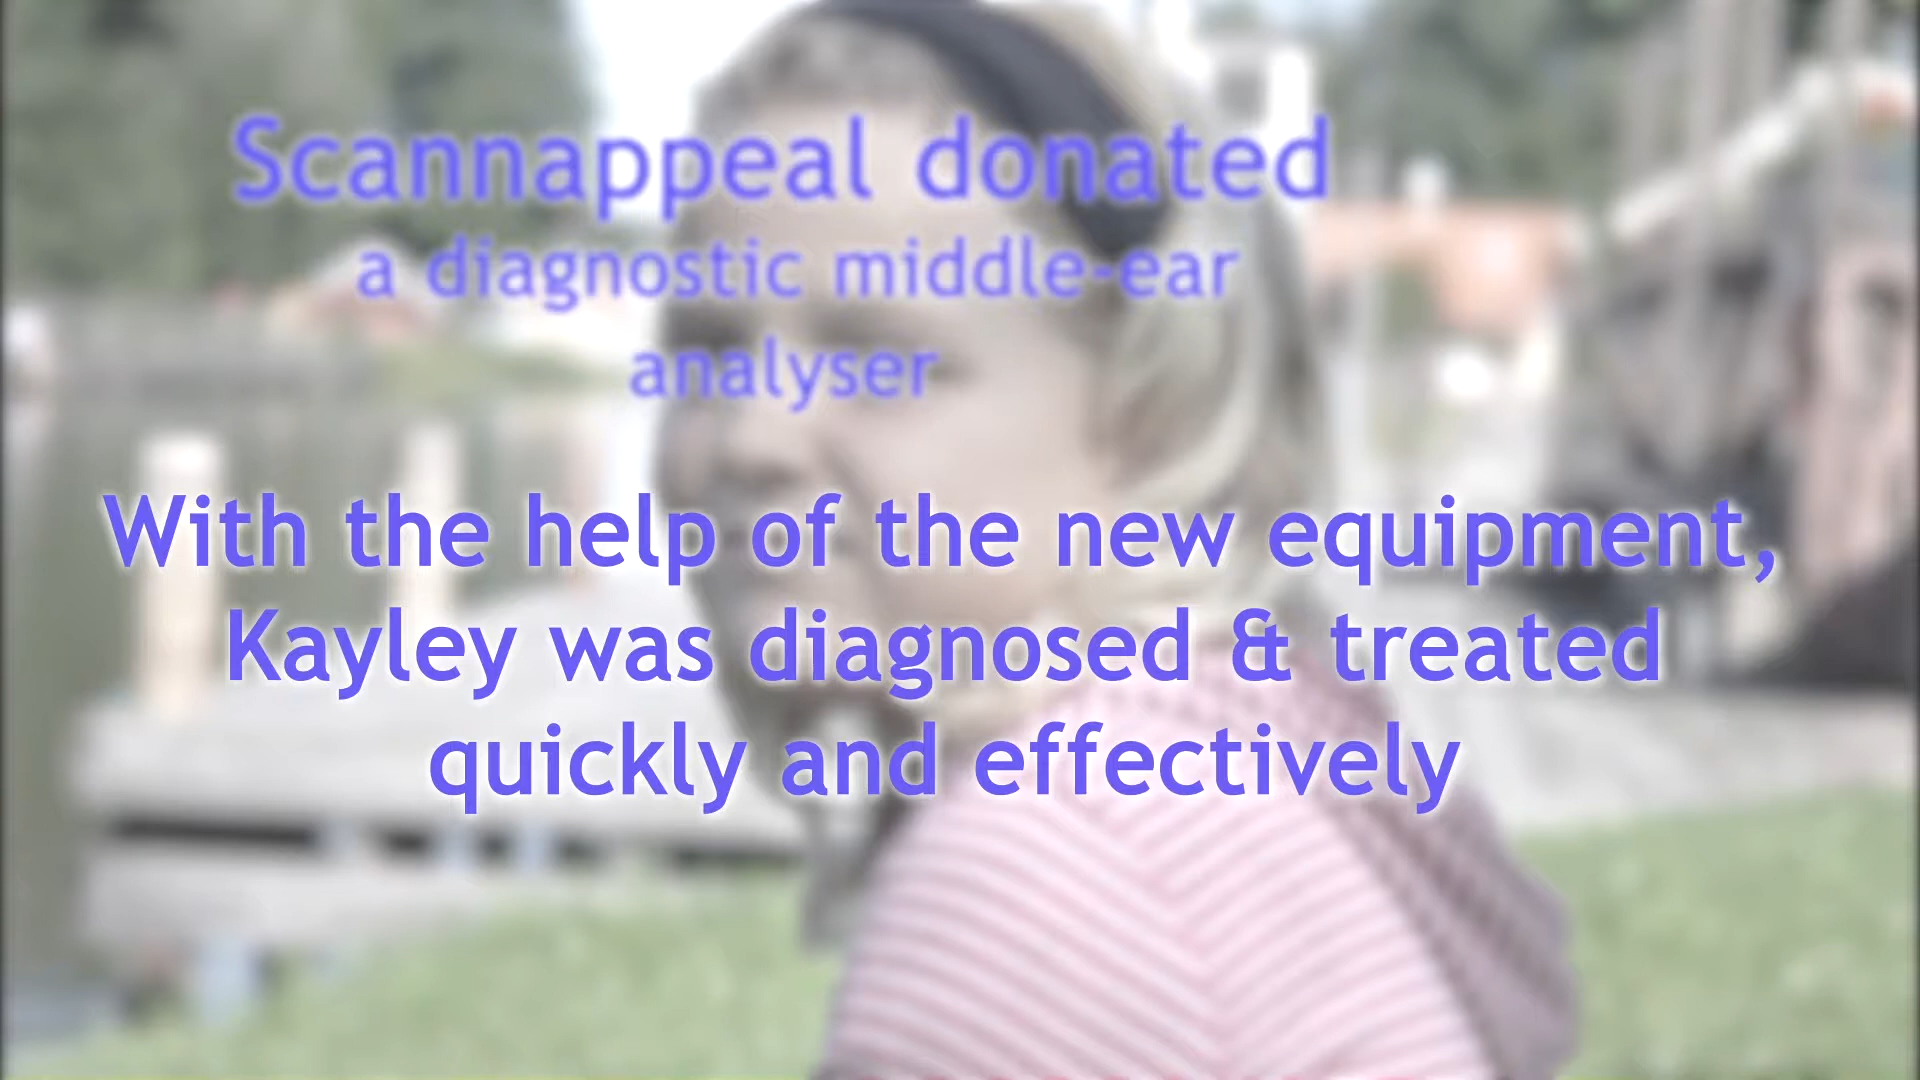 Scannappeal donated
a diagnostic middle-ear
analyser
With the help of the new equipment,
Kayley was diagnosed & treated
quickly and effectively